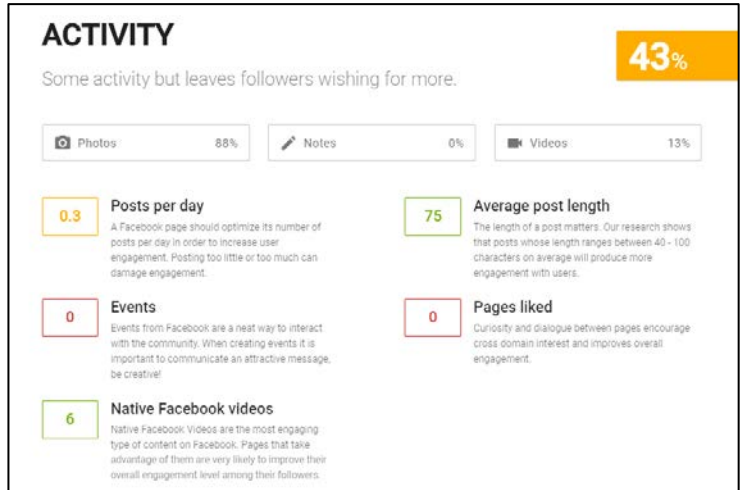 ACTIVITY
43%
Some activity but leaves followers wishing for more.
Photos 88%
Notes 0%
Videos 13%
0.3
Posts per day
A Facebook page should optimize its number of
posts per day in order to increase user
engagement. Posting too little or too much can
damage engagement.
75
Average post length
The length of a post matters. Our research shows
that posts whose length ranges between 40 - 100
characters on average will produce more
engagement with users.
0
Events
Events from Facebook are a neat way to interact
with the community. When creating events it is
important to communicate an attractive message,
be creative!
0
Pages liked
Curiosity and dialogue between pages encourage
cross domain interest and improves overall
engagement.
6
Native Facebook videos
Native Facebook Videos are the most engaging
type of content on Facebook. Pages that take
advantage of them are very likely to improve their
overall engagement level among their followers.